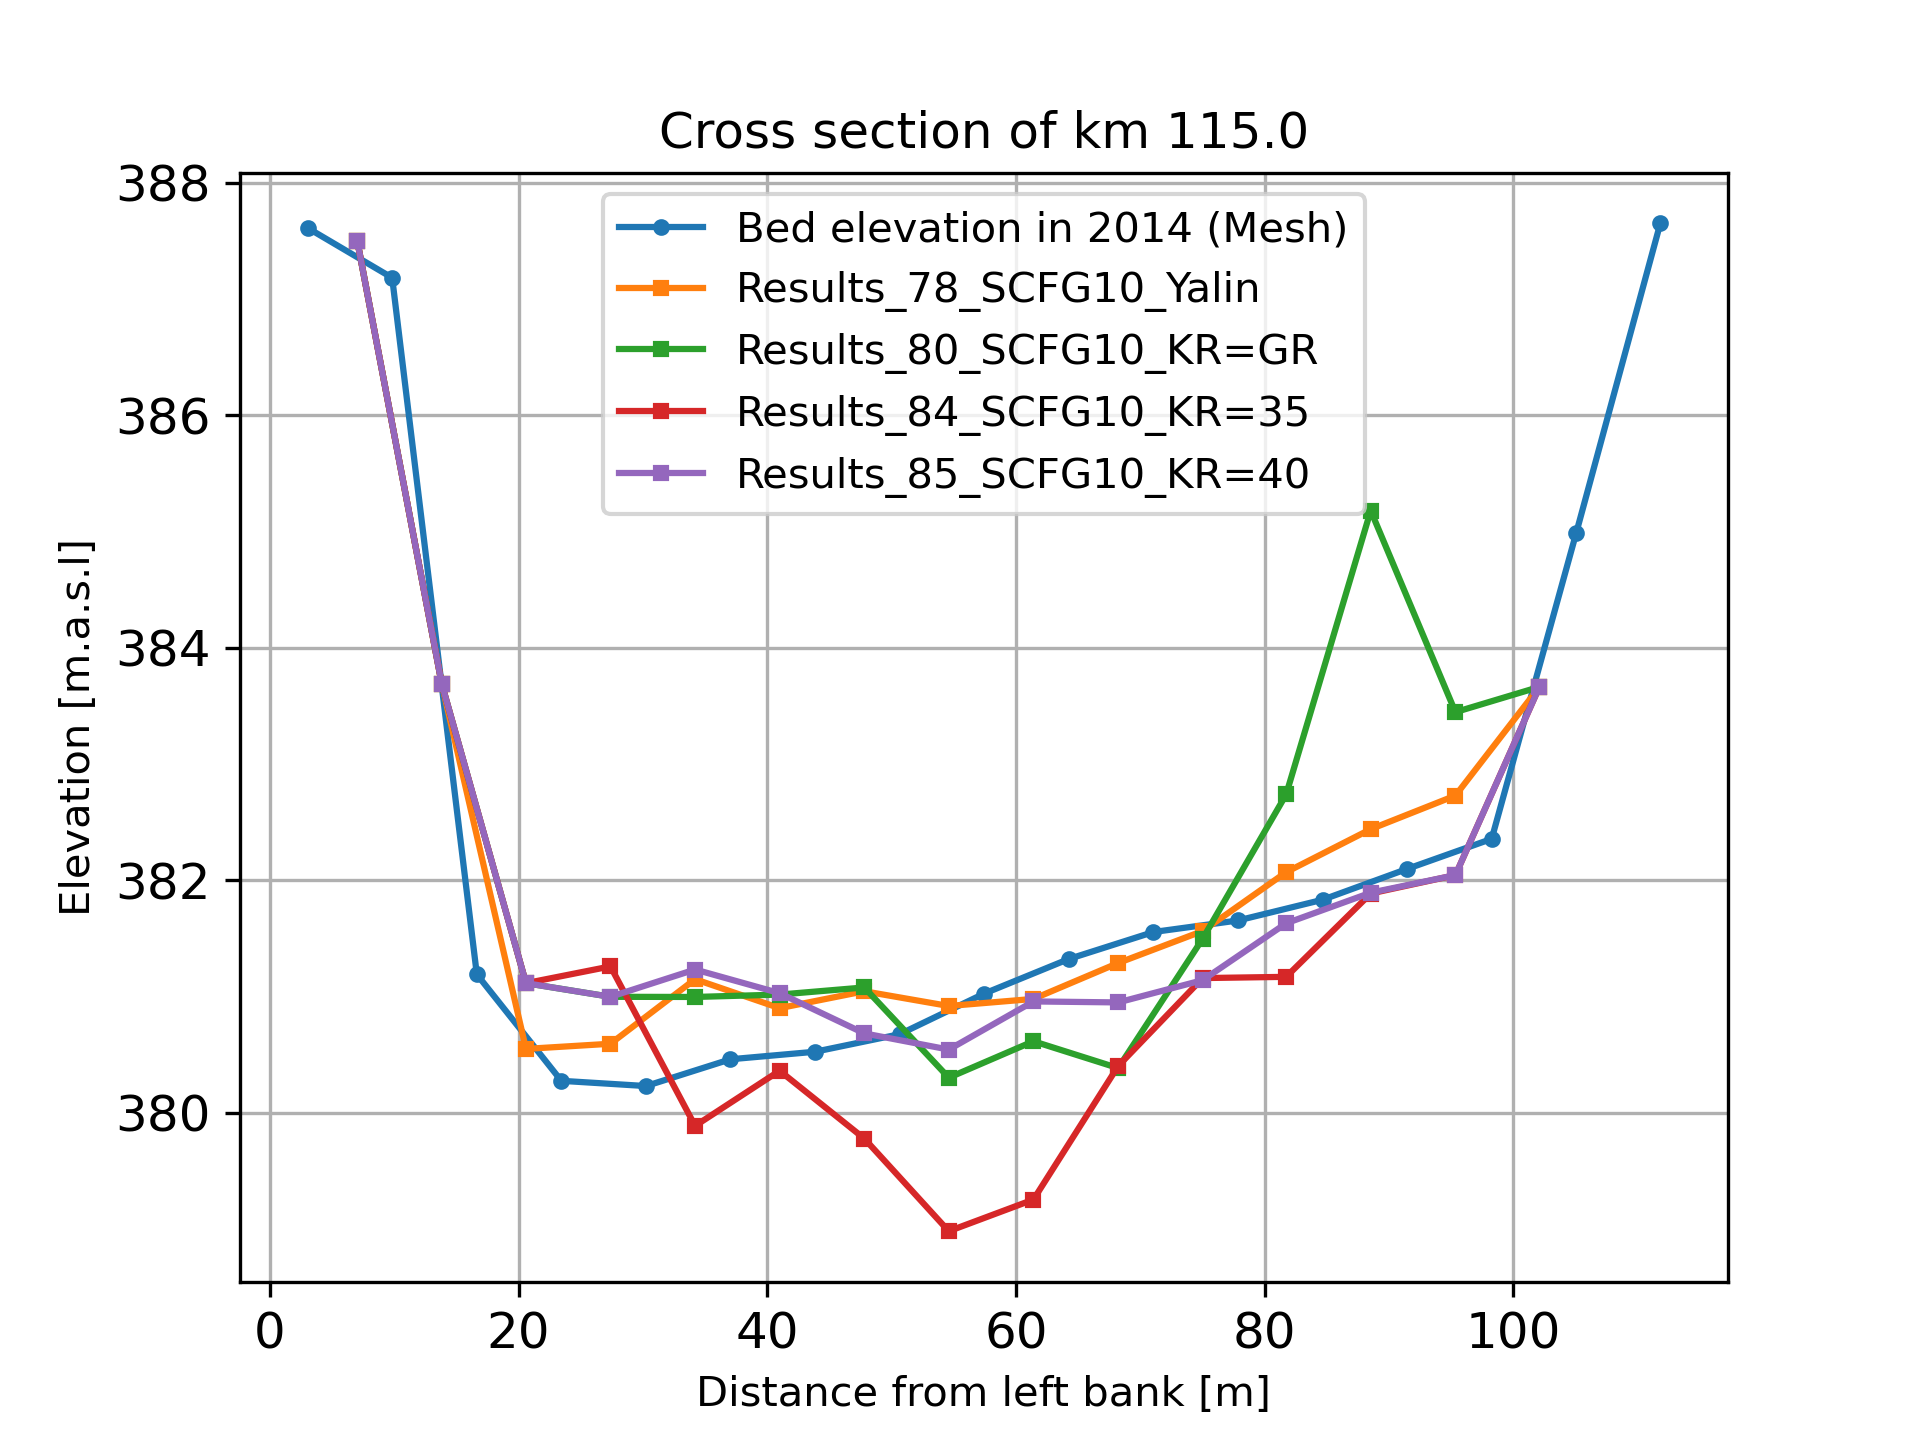 Cross section of km 115.0
388
386
384
382
380
Elevation [m.a.s.l]
Bed elevation in 2014 (Mesh)
Results_78_SCFG10_Yalin
Results_80_SCFG10_KR=GR
Results_84_SCFG10_KR=35
Results_85_SCFG10_KR=40
0 20 40 60 80 100
Distance from left bank [m]